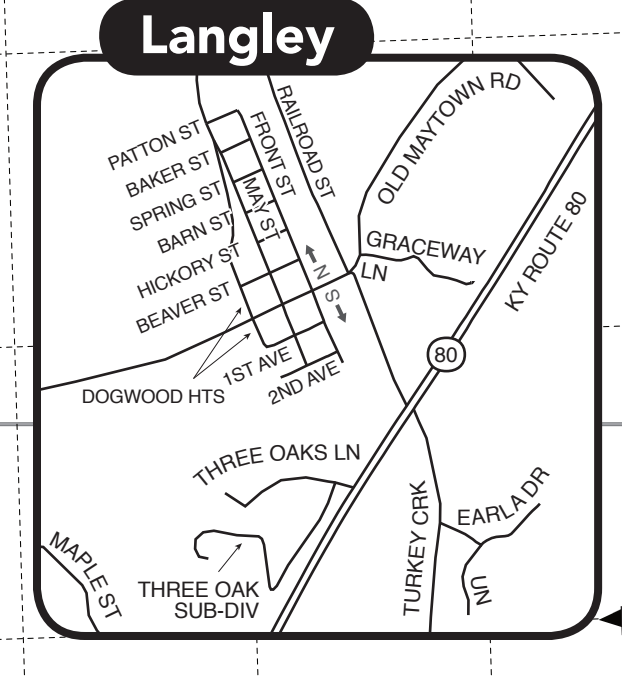 Langley
PATTON ST
BAKER ST
SPRING ST
BARN ST
HICKORY ST
BEAVER ST
FRONT ST
MAY ST
RAILROAD ST
OLD MAYTOWN RD
GRACEWAY
LN
N
S
KY ROUTE 80
80
1ST AVE
2ND AVE
DOGWOOD HTS
THREE OAKS LN
THREE OAK
SUB-DIV
MAPLE ST
TURKEY CRK
EARLA DR
UN